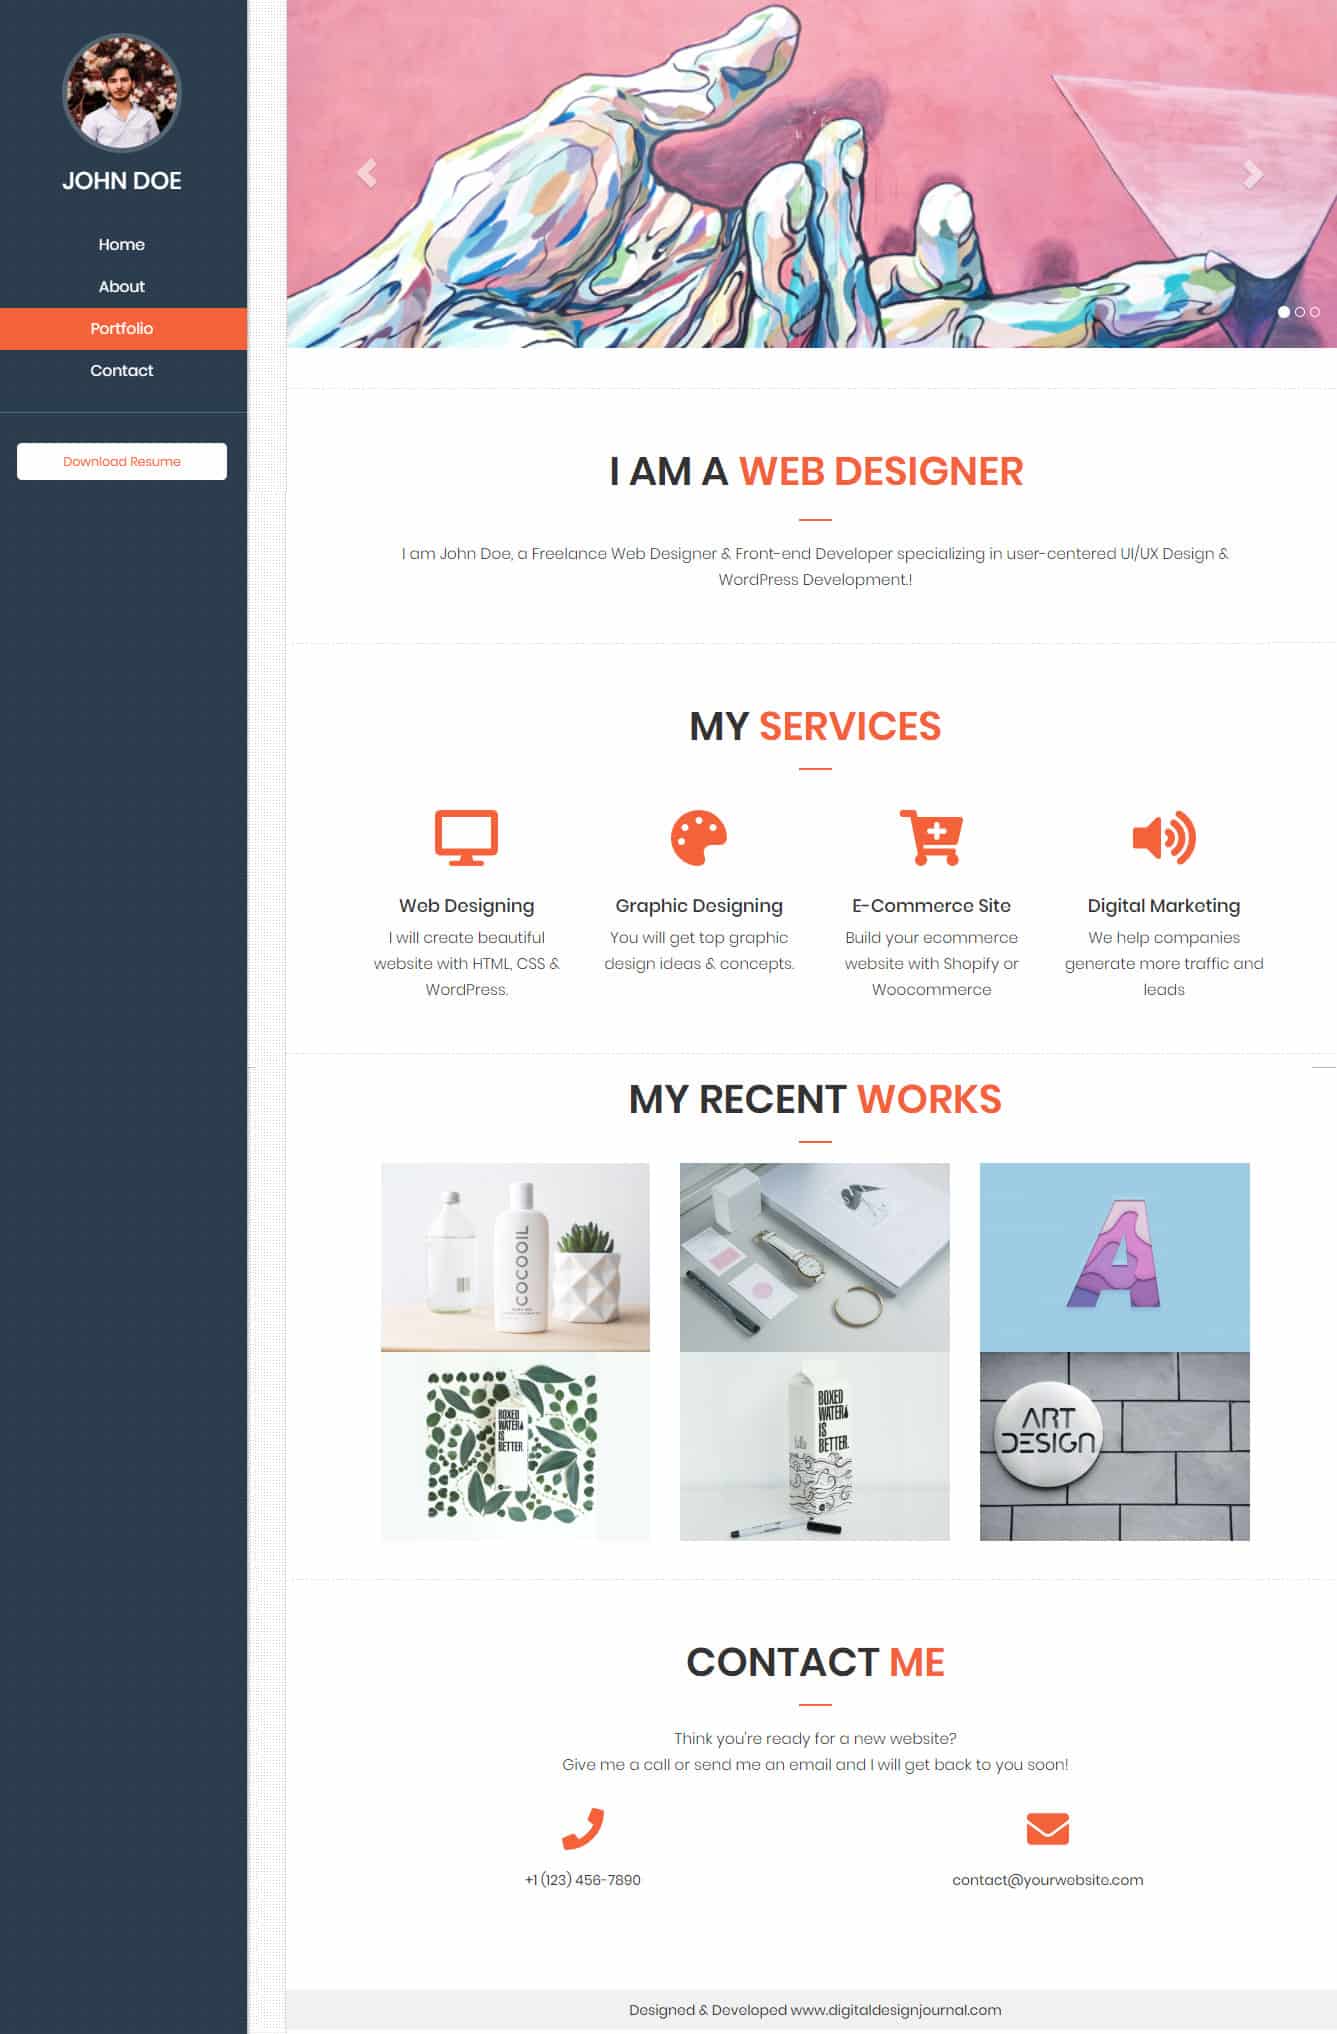 JOHN DOE
Home
About
Portfolio
Contact
Download Resume
I AM A WEB DESIGNER
I am John Doe, a Freelance Web Designer & Front-end Developer specializing in user-centered UI/UX Design &
WordPress Development.!
MY SERVICES
Web Designing
I will create beautiful
website with HTML, CSS &
WordPress.
Graphic Designing
You will get top graphic
design ideas & concepts.
E-Commerce Site
Build your ecommerce
website with Shopify or
Woocommerce
Digital Marketing
We help companies
generate more traffic and
leads
MY RECENT WORKS
COCOOIL
A
BOXED
WATER
IS
BETTER.
BOXED
WATER
IS
BETTER.
ART
DESIGN
CONTACT ME
Think you're ready for a new website?
Give me a call or send me an email and I will get back to you soon!
+1 (123) 456-7890
contact@yourwebsite.com
Designed & Developed www.digitaldesignjournal.com